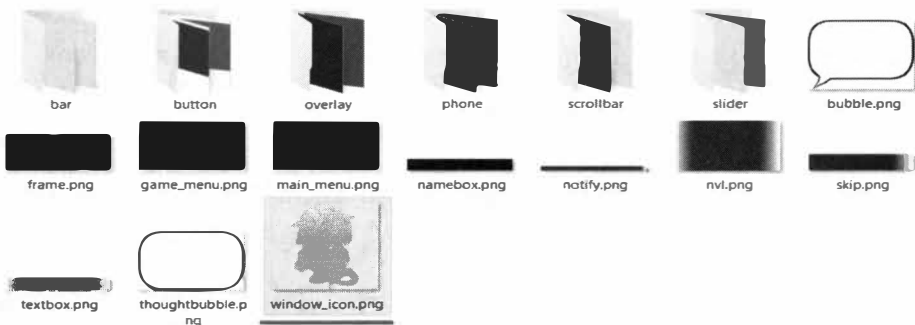 bar button overlay phone scrollbar slider bubble.png
frame.png game_menu.png main_menu.png namebox.png notify.png nvl.png skip.png
textbox.png thoughtbubble.p window_icon.png
ng